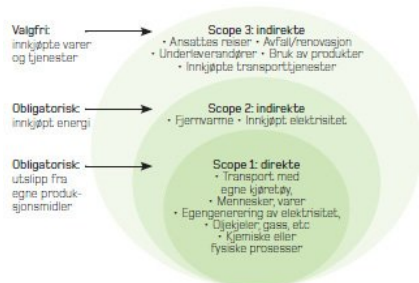 Valgfri:
innkjøpte varer
og tjenester
Scope 3: indirekte
• Ansattes reiser • Avfall/renovasjon
• Underleverandører • Bruk av produkter
• Innkjøpte transporttjenester
Obligatorisk:
innkjøpt energi
Scope 2: indirekte
• Fjernvarme • Innkjøpt elektrisitet
Obligatorisk:
utslipp fra
egne produk-
sjonsmidler
Scope 1: direkte
• Transport med
egne kjøretøy,
• Mennesker, varer
• Egengenerering av elektrisitet,
• Oljekjeler, gass, etc
• Kjemiske eller
fysiske prosesser